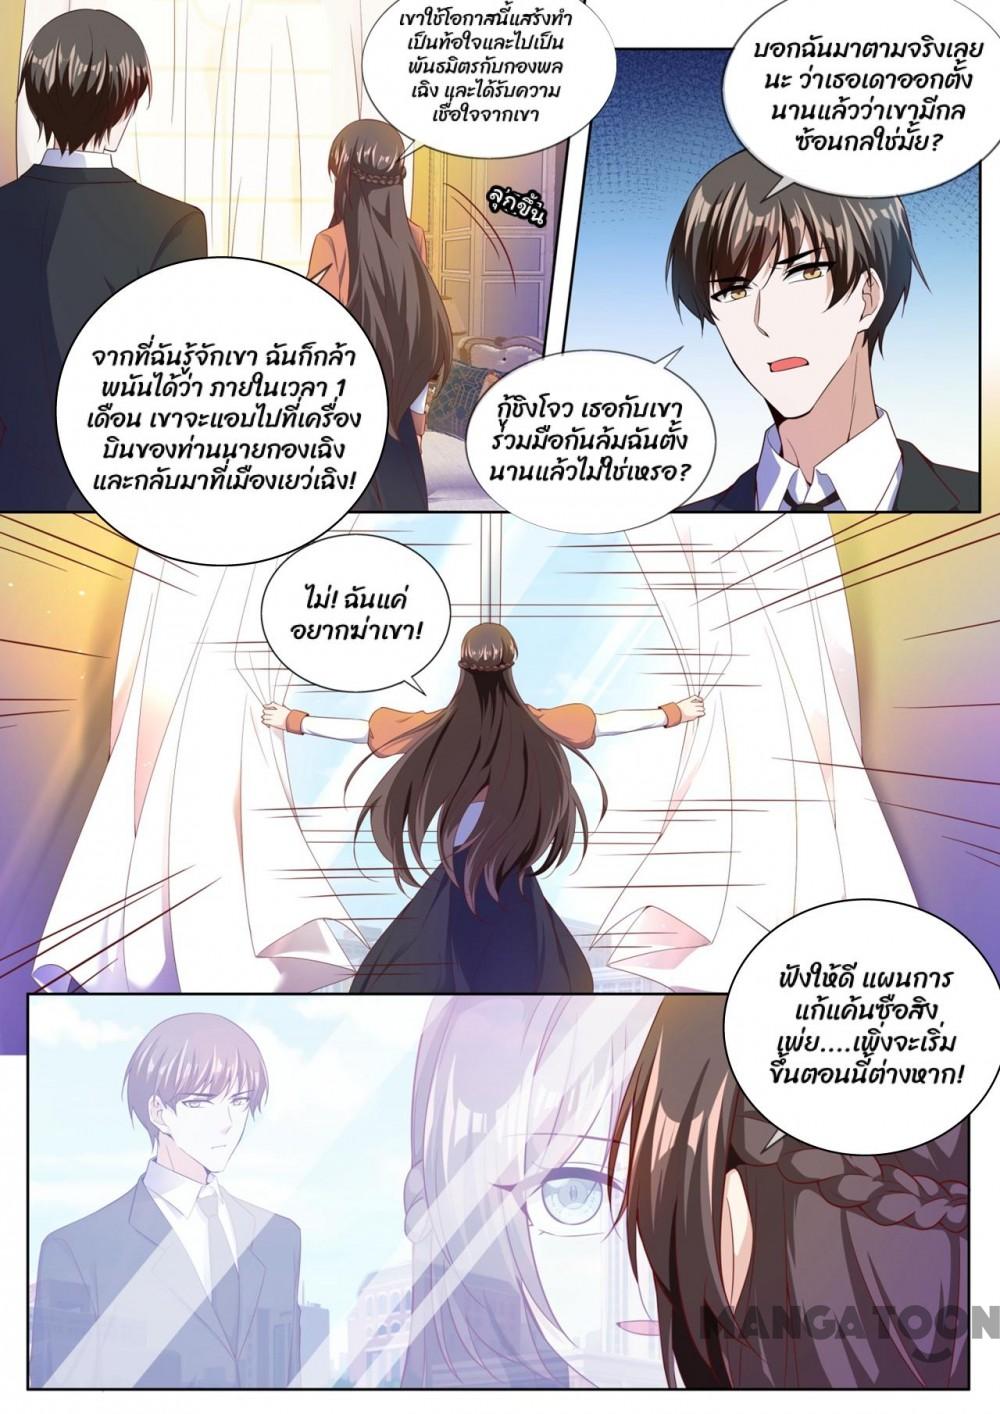 เขาใช้โอกาสนี้แสร้งทำ
เป็นท้อใจและไปเป็น
พันธมิตรกับกองพล
เฉิง และได้รับความ
เชื่อใจจากเขา
บอกฉันมาตามจริงเลย
นะ ว่าเธอเดาออกตั้ง
นานแล้วว่าเขามีกล
ซ้อนกลใช่มั้ย?
ลุกขึ้น
จากที่ฉันรู้จักเขา ฉันก็กล้า
พนันได้ว่า ภายในเวลา 1
เดือน เขาจะแอบไปที่เครื่อง
บินของท่านนายกองเฉิง
และกลับมาที่เมืองเยว่เฉิง!
กู้ชิงโจว เธอกับเขา
ร่วมมือกันล้มฉันตั้ง
นานแล้วไม่ใช่เหรอ?
ไม่! ฉันแค่
อยากฆ่าเขา!
ฟังให้ดี แผนการ
แก้แค้นซือสิง
เพ่ย....เพิ่งจะเริ่ม
ขึ้นตอนนี้ต่างหาก!
MANGATOON